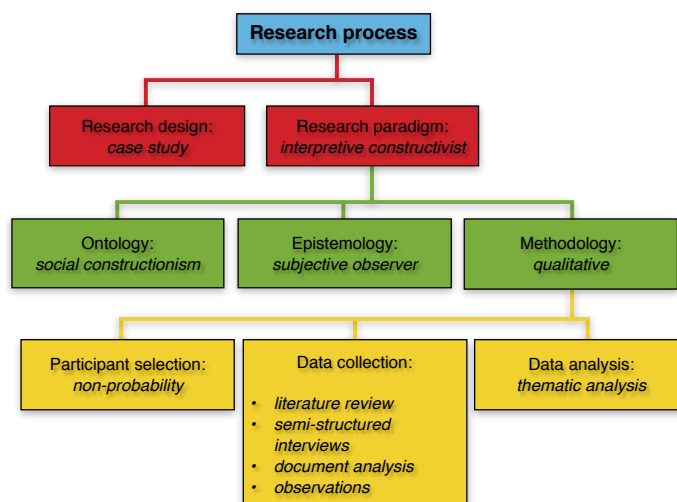 Research process
Research design:
case study
Research paradigm:
interpretive constructivist
Ontology:
social constructionism
Epistemology:
subjective observer
Methodology:
qualitative
Participant selection:
non-probability
Data collection:
• literature review
• semi-structured
interviews
• document analysis
• observations
Data analysis:
thematic analysis